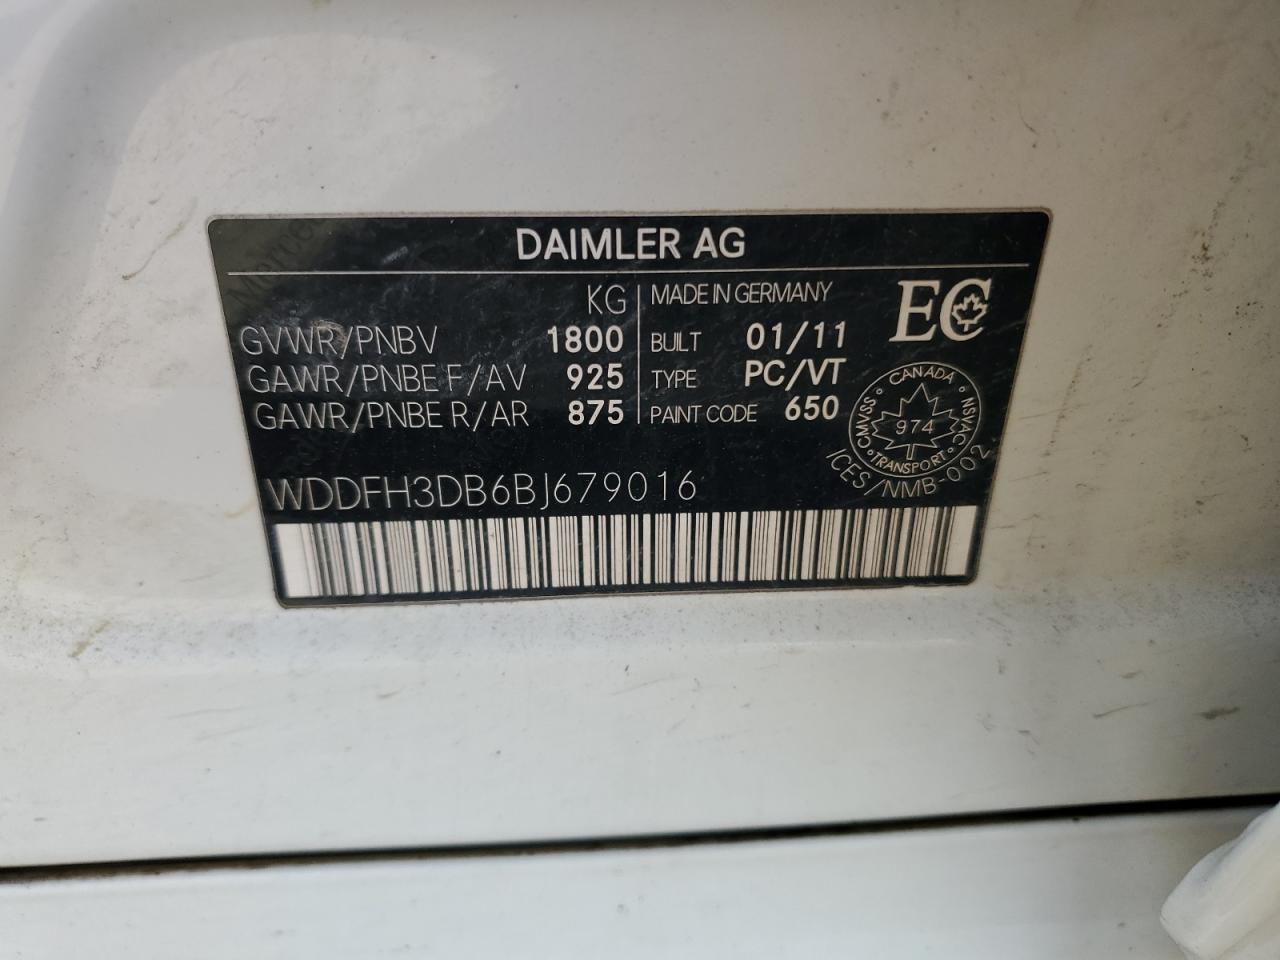 DAIMLER AG
KG
GVWR/PNBV 1800
GAWR/PNBE F/AV 925
GAWR/PNBE R/AR 875
MADE IN GERMANY
BUILT 01/11
TYPE PC/VT
PAINT CODE 650
EC
CANADA
CMVSS
NSVAC
974
TRANSPORT
ICES/NMB-002
WDDFH3DB6BJ679016